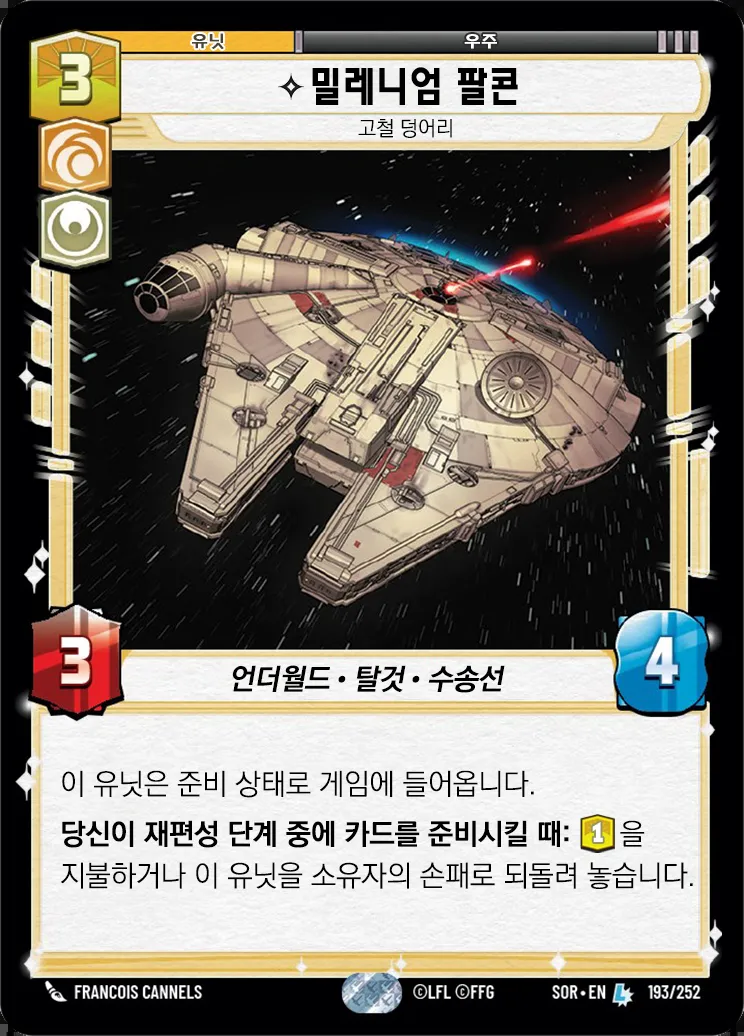 유닛
우주
3
✧밀레니엄 팔콘
고철 덩어리
3
언더월드 • 탈것 • 수송선
4
이 유닛은 준비 상태로 게임에 들어옵니다.
당신이 재편성 단계 중에 카드를 준비시킬 때: 1 을
지불하거나 이 유닛을 소유자의 손패로 되돌려 놓습니다.
FRANCOIS CANNELS
©LFL ©FFG
SOR • EN L 193/252